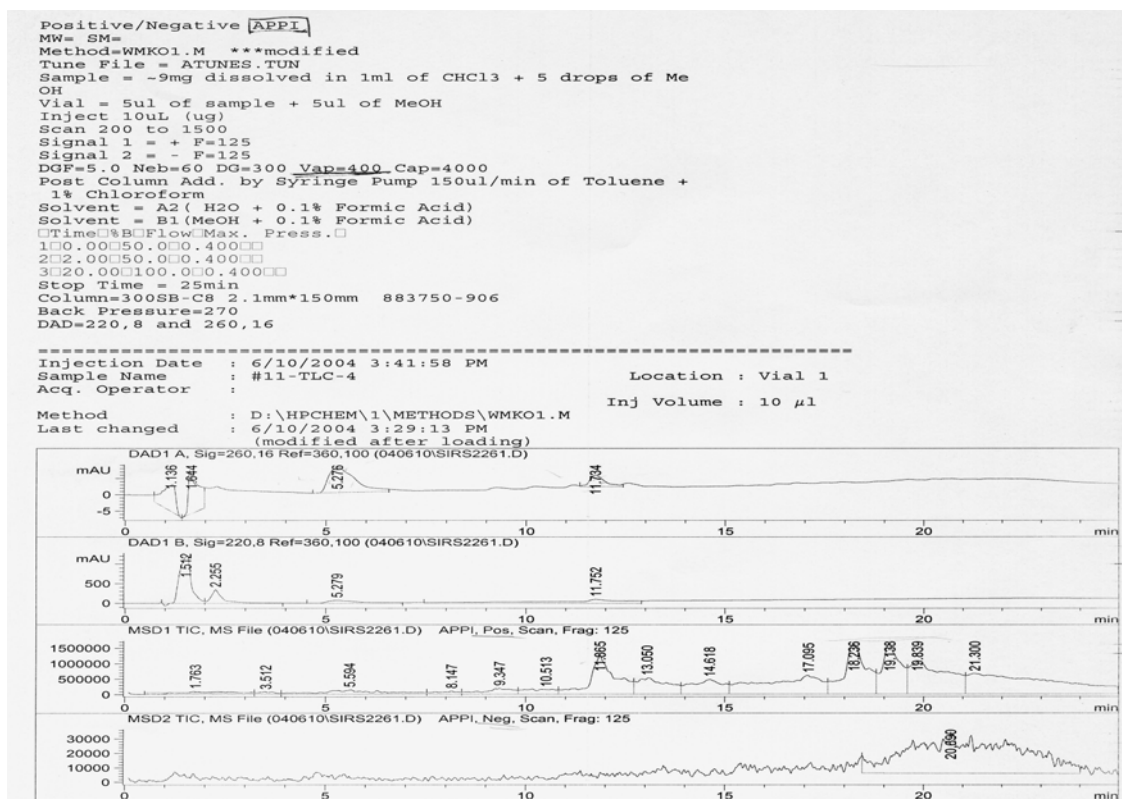 Positive/Negative APPI
MW= SM=
Method=WMKO1.M ***modified
Tune File = ATUNES.TUN
Sample = ~9mg dissolved in 1ml of CHCl3 + 5 drops of Me
OH
Vial = 5ul of sample + 5ul of MeOH
Inject 10uL (ug)
Scan 200 to 1500
Signal 1 = + F=125
Signal 2 = - F=125
DGF=5.0 Neb=60 DG=300 Vap=400 Cap=4000
Post Column Add. by Syringe Pump 150ul/min of Toluene +
1% Chloroform
Solvent = A2( H2O + 0.1% Formic Acid)
Solvent = B1(MeOH + 0.1% Formic Acid)
□Time□%B□Flow□Max. Press.□
1□0.00□50.0□0.400□□
2□2.00□50.0□0.400□□
3□20.00□100.0□0.400□□
Stop Time = 25min
Column=300SB-C8 2.1mm*150mm 883750-906
Back Pressure=270
DAD=220,8 and 260,16
Injection Date : 6/10/2004 3:41:58 PM
Sample Name : #11-TLC-4 Location : Vial 1
Acq. Operator :
Inj Volume : 10 µl
Method : D:\HPCHEM\1\METHODS\WMKO1.M
Last changed : 6/10/2004 3:29:13 PM
(modified after loading)
DAD1 A, Sig=260,16 Ref=360,100 (040610\SIRS2261.D)
mAU
0
-5
1.136 1.644 5.276 11.734
0 5 10 15 20 min
DAD1 B, Sig=220,8 Ref=360,100 (040610\SIRS2261.D)
mAU
500
0
1.512 2.255 5.279 11.752
0 5 10 15 20 min
MSD1 TIC, MS File (040610\SIRS2261.D) APPI, Pos, Scan, Frag: 125
1500000
1000000
500000
0
1.763 3.512 5.594 8.147 9.347 10.513 11.865 13.050 14.618 17.095 18.236 19.138 19.839 21.300
0 5 10 15 20 min
MSD2 TIC, MS File (040610\SIRS2261.D) APPI, Neg, Scan, Frag: 125
30000
20000
10000
0
20.690
0 5 10 15 20 min